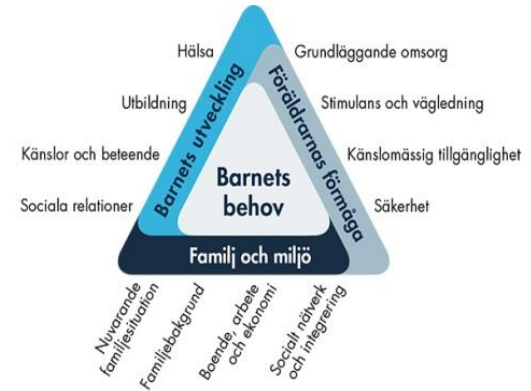 Hälsa
Utbildning
Känslor och beteende
Sociala relationer
Barnets utveckling
Grundläggande omsorg
Stimulans och vägledning
Känslomässig tillgänglighet
Säkerhet
Föräldrarnas förmåga
Barnets
behov
Familj och miljö
Nuvarande
familjesituation
Familjebakgrund
Boende, arbete
och ekonomi
Socialt nätverk
och integrering